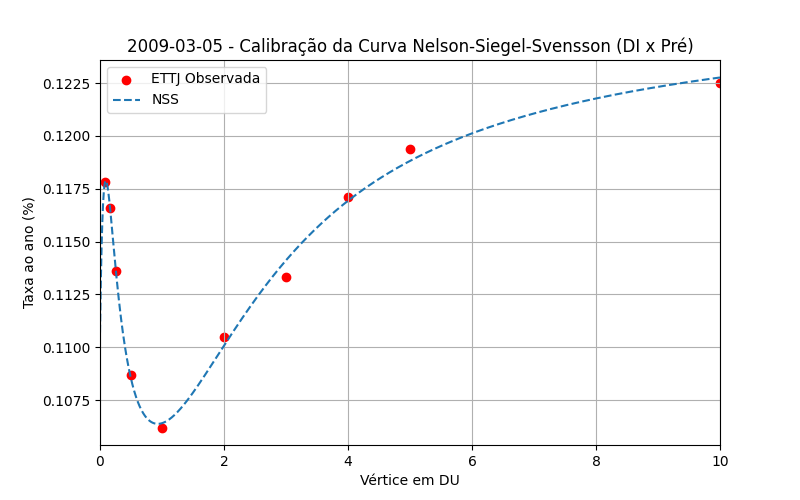 2009-03-05 - Calibração da Curva Nelson-Siegel-Svensson (DI x Pré)
ETTJ Observada
NSS
Taxa ao ano (%)
0.1225
0.1200
0.1175
0.1150
0.1125
0.1100
0.1075
0 2 4 6 8 10
Vértice em DU